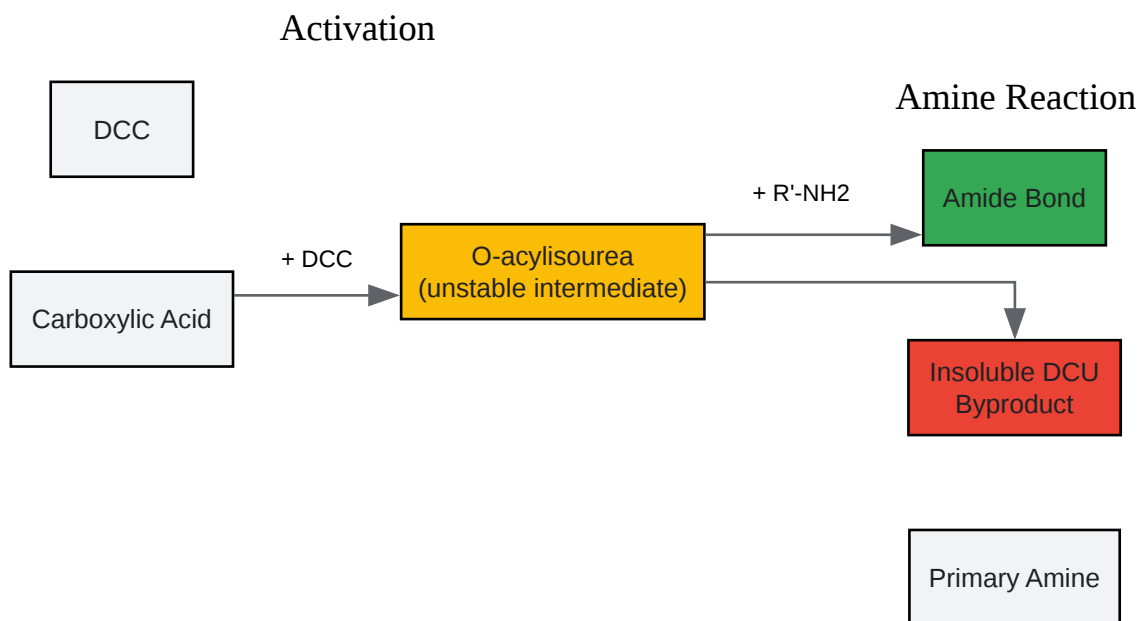 Activation
DCC
Amine Reaction
+ R'-NH2
Amide Bond
+ DCC
O-acylisourea
(unstable intermediate)
Carboxylic Acid
Insoluble DCU
Byproduct
Primary Amine